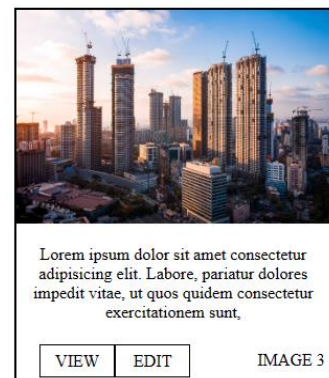 Lorem ipsum dolor sit amet consectetur
adipisicing elit. Labore, pariatur dolores
impedit vitae, ut quos quidem consectetur
exercitationem sunt,
VIEW EDIT IMAGE 3